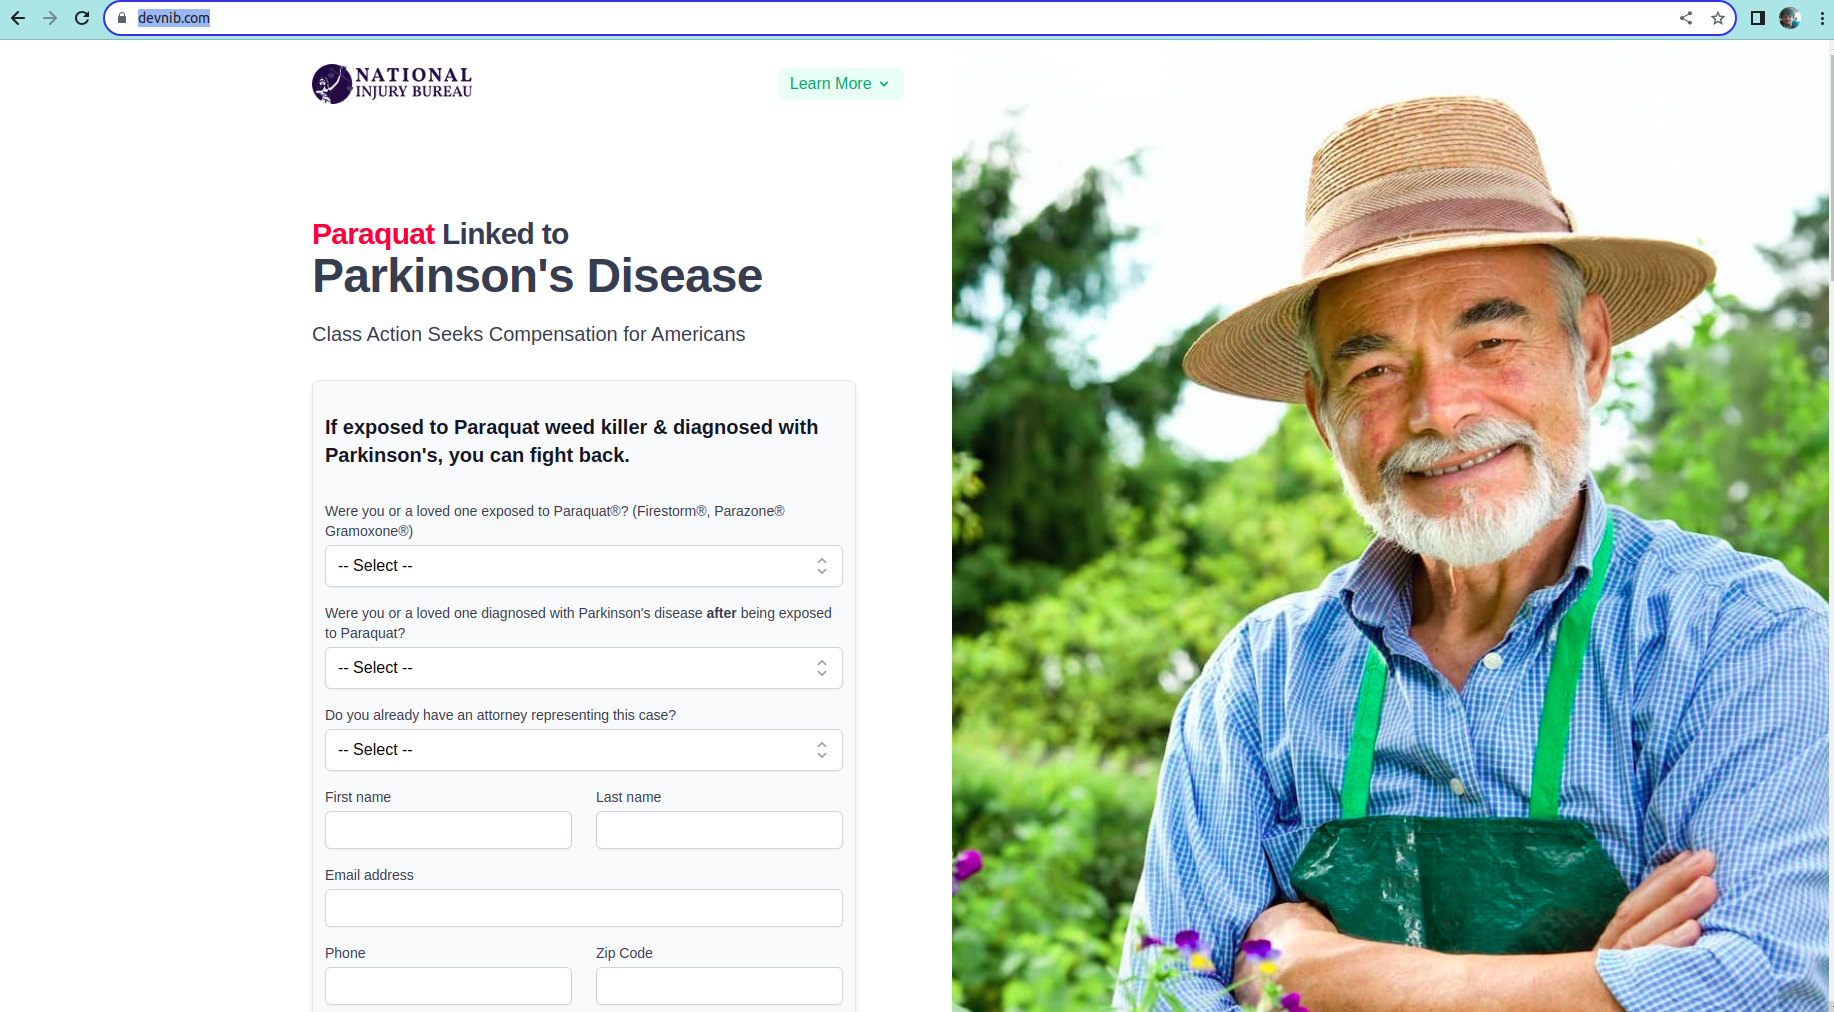 devnib.com
NATIONAL
INJURY BUREAU
Learn More
Paraquat Linked to
Parkinson's Disease
Class Action Seeks Compensation for Americans
If exposed to Paraquat weed killer & diagnosed with
Parkinson's, you can fight back.
Were you or a loved one exposed to Paraquat®? (Firestorm®, Parazone®
Gramoxone®)
-- Select --
Were you or a loved one diagnosed with Parkinson's disease after being exposed
to Paraquat?
-- Select --
Do you already have an attorney representing this case?
-- Select --
First name
Last name
Email address
Phone
Zip Code